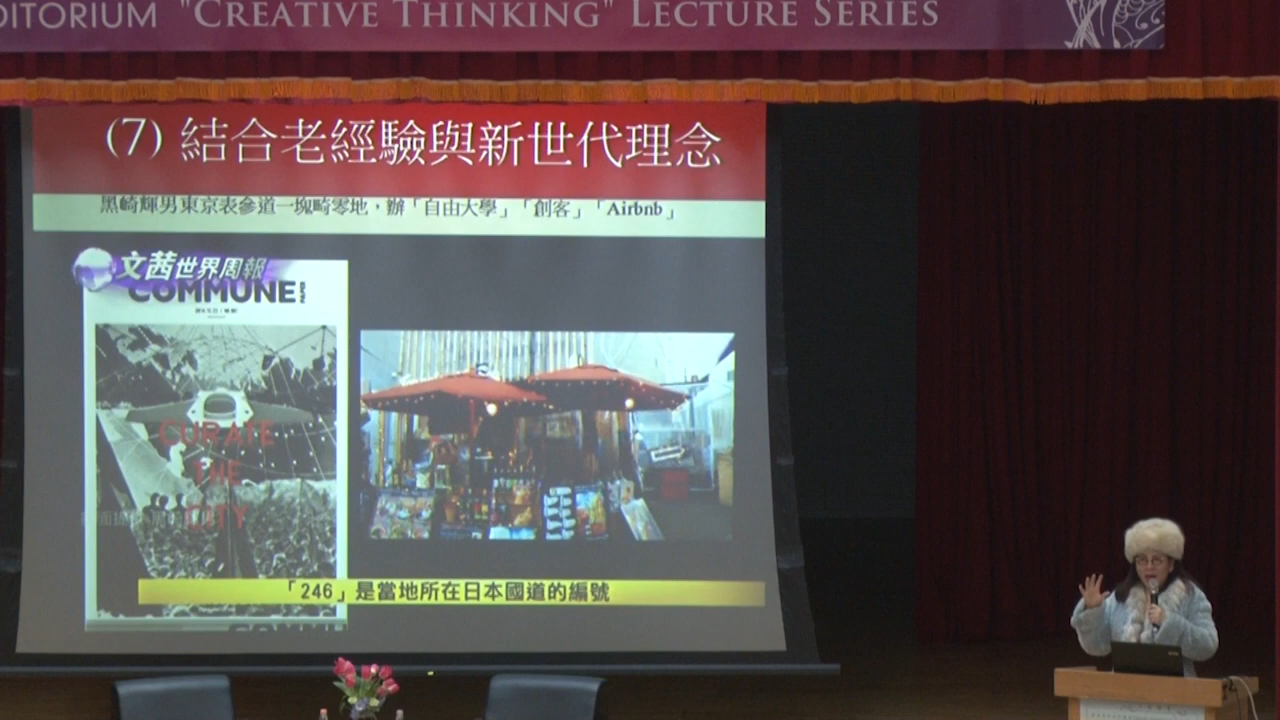 DITORIUM "CREATIVE THINKING" LECTURE SERIES
(7) 結合老經驗與新世代理念
黑崎輝男東京表參道一塊畸零地，辦「自由大學」「創客」「Airbnb」
文茜世界周報
COMMUNE
PAPER
CURATE
THE
CITY
「246」是當地所在日本國道的編號